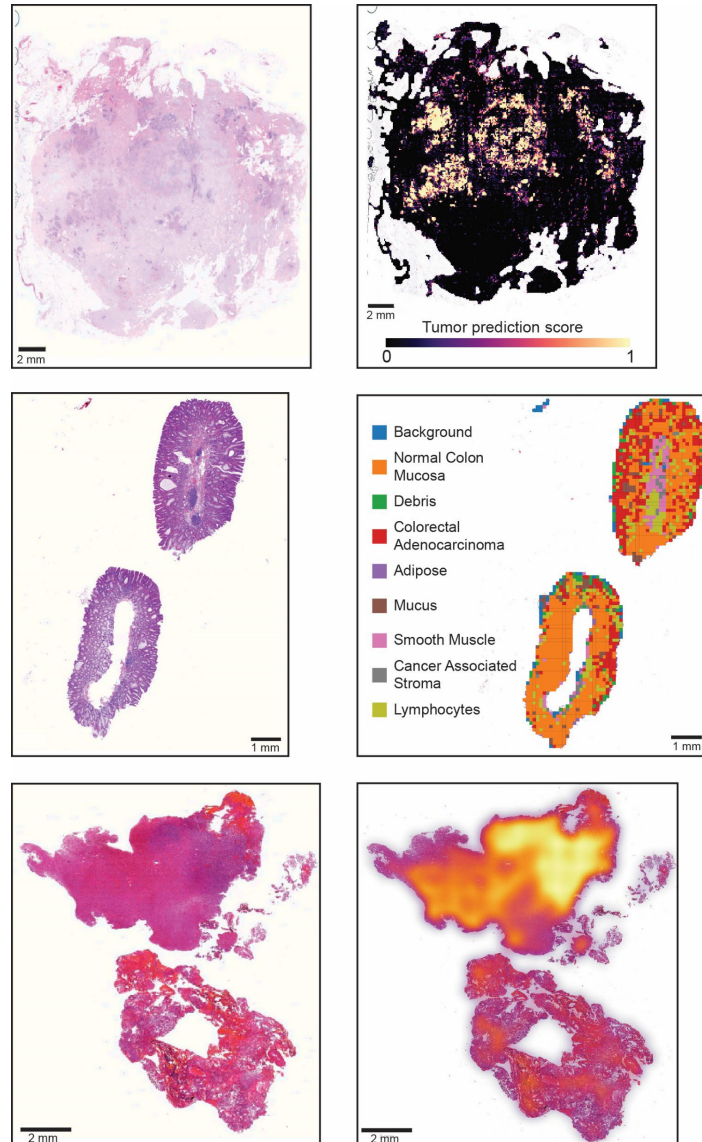 2 mm
2 mm
Tumor prediction score
0 1
Background
Normal Colon
Mucosa
Debris
Colorectal
Adenocarcinoma
Adipose
Mucus
Smooth Muscle
Cancer Associated
Stroma
Lymphocytes
1 mm
1 mm
2 mm
2 mm